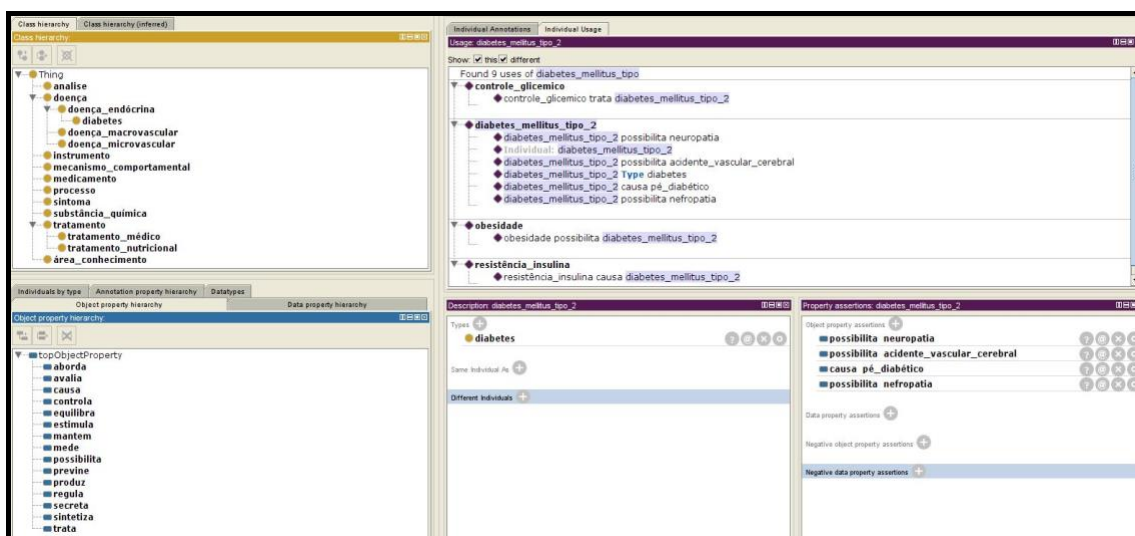 Class hierarchy
Class hierarchy (inferred)
Class hierarchy:
Thing
analise
doença
doença_endócrina
diabetes
doença_macrovascular
doença_microvascular
instrumento
mecanismo_comportamental
medicamento
processo
sintoma
substância_química
tratamento
tratamento_médico
tratamento_nutricional
área_conhecimento
Individuals by type
Annotation property hierarchy
Datatypes
Object property hierarchy
Data property hierarchy
Object property hierarchy:
topObjectProperty
aborda
avalia
causa
controla
equilibra
estimula
mantem
mede
possibilita
previne
produz
regula
secreta
sintetiza
trata
Individual Annotations
Individual Usage
Usage: diabetes_mellitus_tipo_2
Show: this different
Found 9 uses of diabetes_mellitus_tipo
controle_glicemico
controle_glicemico trata diabetes_mellitus_tipo_2
diabetes_mellitus_tipo_2
diabetes_mellitus_tipo_2 possibilita neuropatia
Individual: diabetes_mellitus_tipo_2
diabetes_mellitus_tipo_2 possibilita acidente_vascular_cerebral
diabetes_mellitus_tipo_2 Type diabetes
diabetes_mellitus_tipo_2 causa pé_diabético
diabetes_mellitus_tipo_2 possibilita nefropatia
obesidade
obesidade possibilita diabetes_mellitus_tipo_2
resistência_insulina
resistência_insulina causa diabetes_mellitus_tipo_2
Description: diabetes_mellitus_tipo_2
Types
diabetes
Same Individual As
Different Individuals
Property assertions: diabetes_mellitus_tipo_2
Object property assertions
possibilita neuropatia
possibilita acidente_vascular_cerebral
causa pé_diabético
possibilita nefropatia
Data property assertions
Negative object property assertions
Negative data property assertions